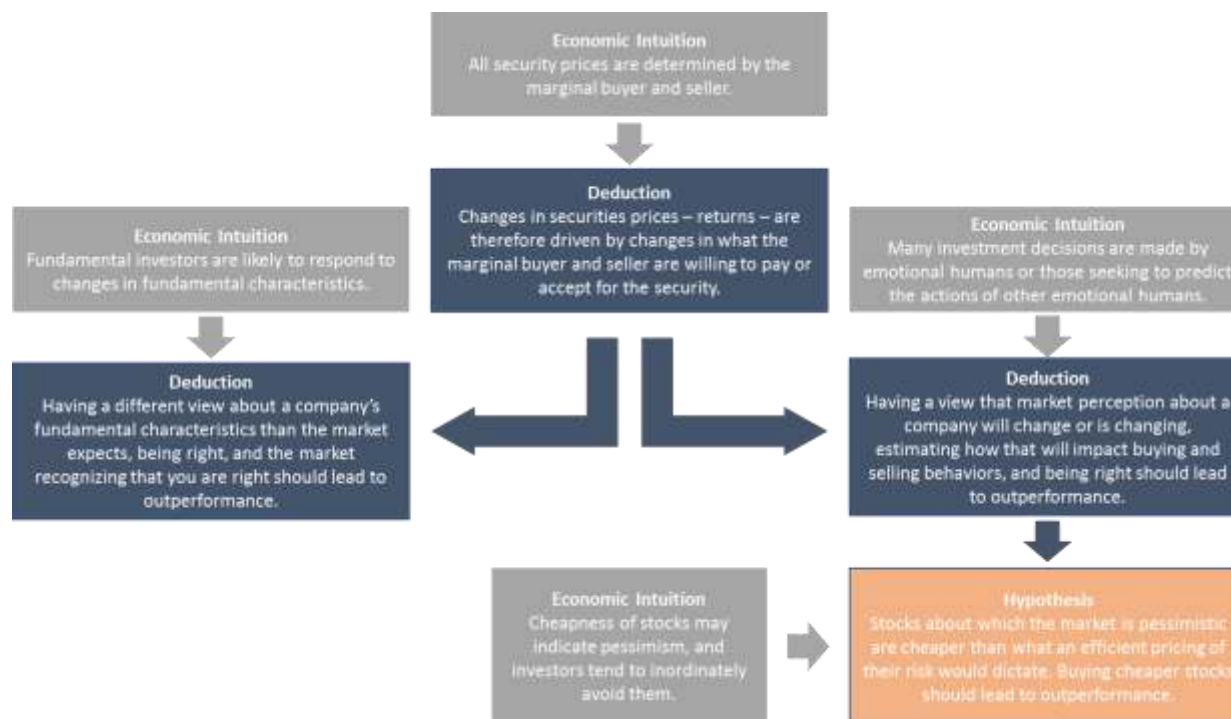 Economic Intuition
All security prices are determined by the
marginal buyer and seller.
Deduction
Changes in securities prices – returns – are
therefore driven by changes in what the
marginal buyer and seller are willing to pay or
accept for the security.
Economic Intuition
Fundamental investors are likely to respond to
changes in fundamental characteristics.
Economic Intuition
Many investment decisions are made by
emotional humans or those seeking to predict
the actions of other emotional humans.
Deduction
Having a different view about a company's
fundamental characteristics than the market
expects, being right, and the market
recognizing that you are right should lead to
outperformance.
Deduction
Having a view that market perception about a
company will change or is changing,
estimating how that will impact buying and
selling behaviors, and being right should lead
to outperformance.
Economic Intuition
Cheapness of stocks may
indicate pessimism, and
investors tend to inordinately
avoid them.
Hypothesis
Stocks about which the market is pessimistic
are cheaper than what an efficient pricing of
their risk would dictate. Buying cheaper stocks
should lead to outperformance.